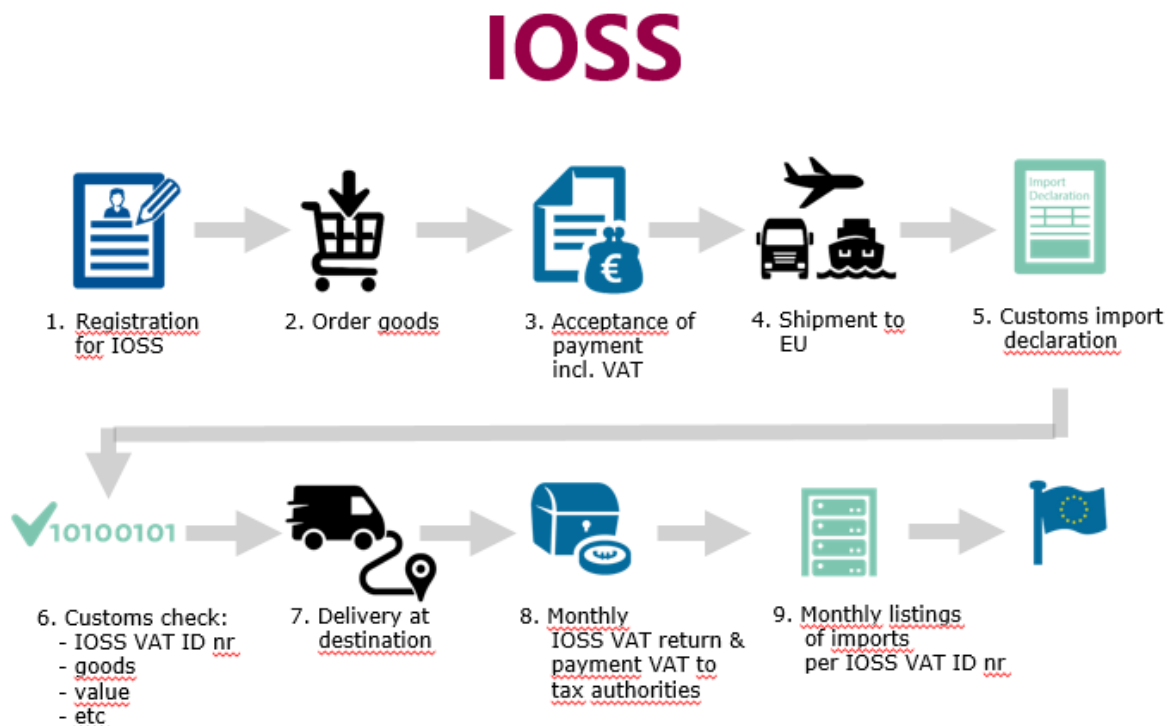 IOSS
Import
Declaration
€
1. Registration
for IOSS
2. Order goods
3. Acceptance of
payment
incl. VAT
4. Shipment to
EU
5. Customs import
declaration
10100101
6. Customs check:
- IOSS VAT ID nr
- goods
- value
- etc
7. Delivery at
destination
8. Monthly
IOSS VAT return &
payment VAT to
tax authorities
9. Monthly listings
of imports
per IOSS VAT ID nr